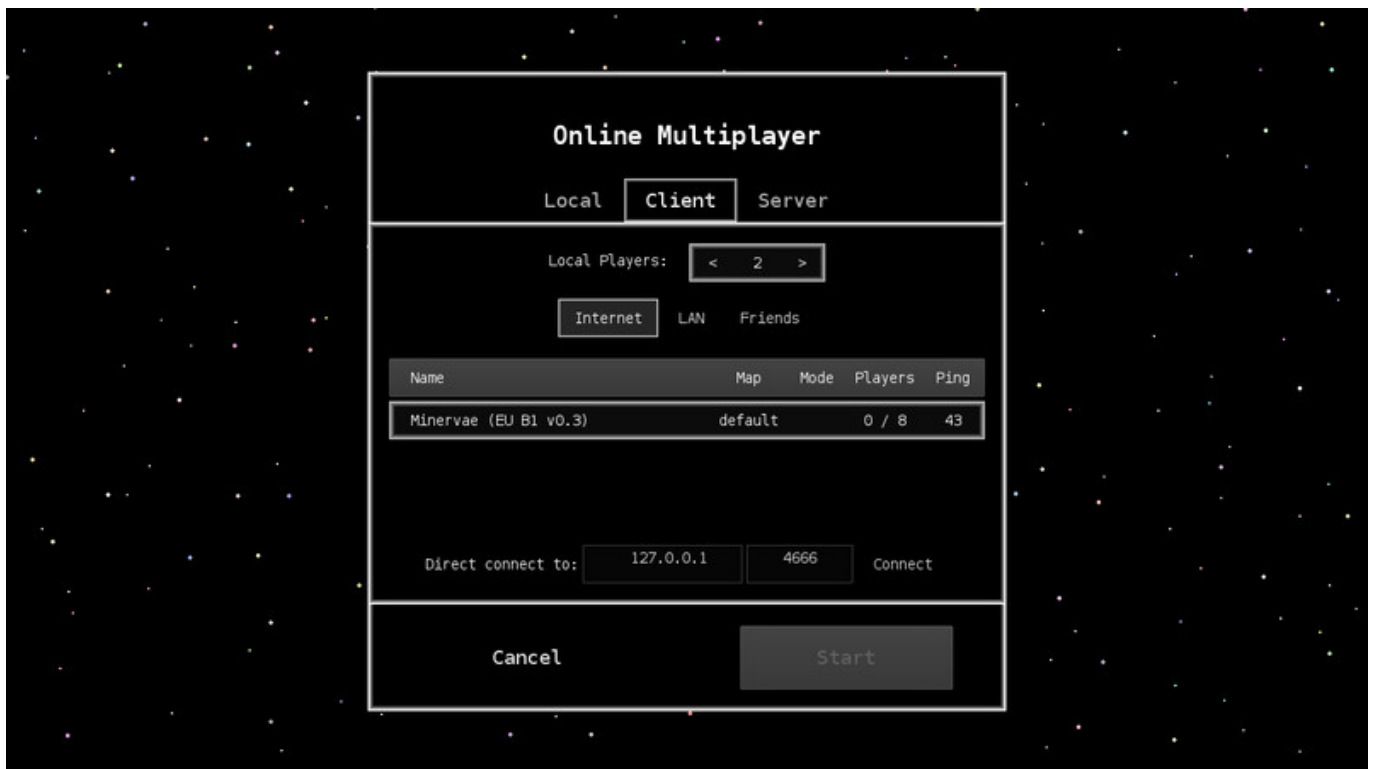 Online Multiplayer
Local Client Server
Local Players: < 2 >
Internet LAN Friends
Name Map Mode Players Ping
Minervae (EU B1 v0.3) default 0 / 8 43
Direct connect to: 127.0.0.1 4666 Connect
Cancel Start